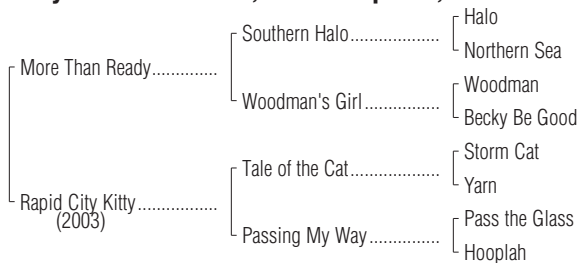 Southern Halo...................
Halo
Northern Sea
More Than Ready..............
Woodman's Girl................
Woodman
Becky Be Good
Tale of the Cat...................
Storm Cat
Yarn
Rapid City Kitty.................
(2003)
Passing My Way...............
Pass the Glass
Hooplah